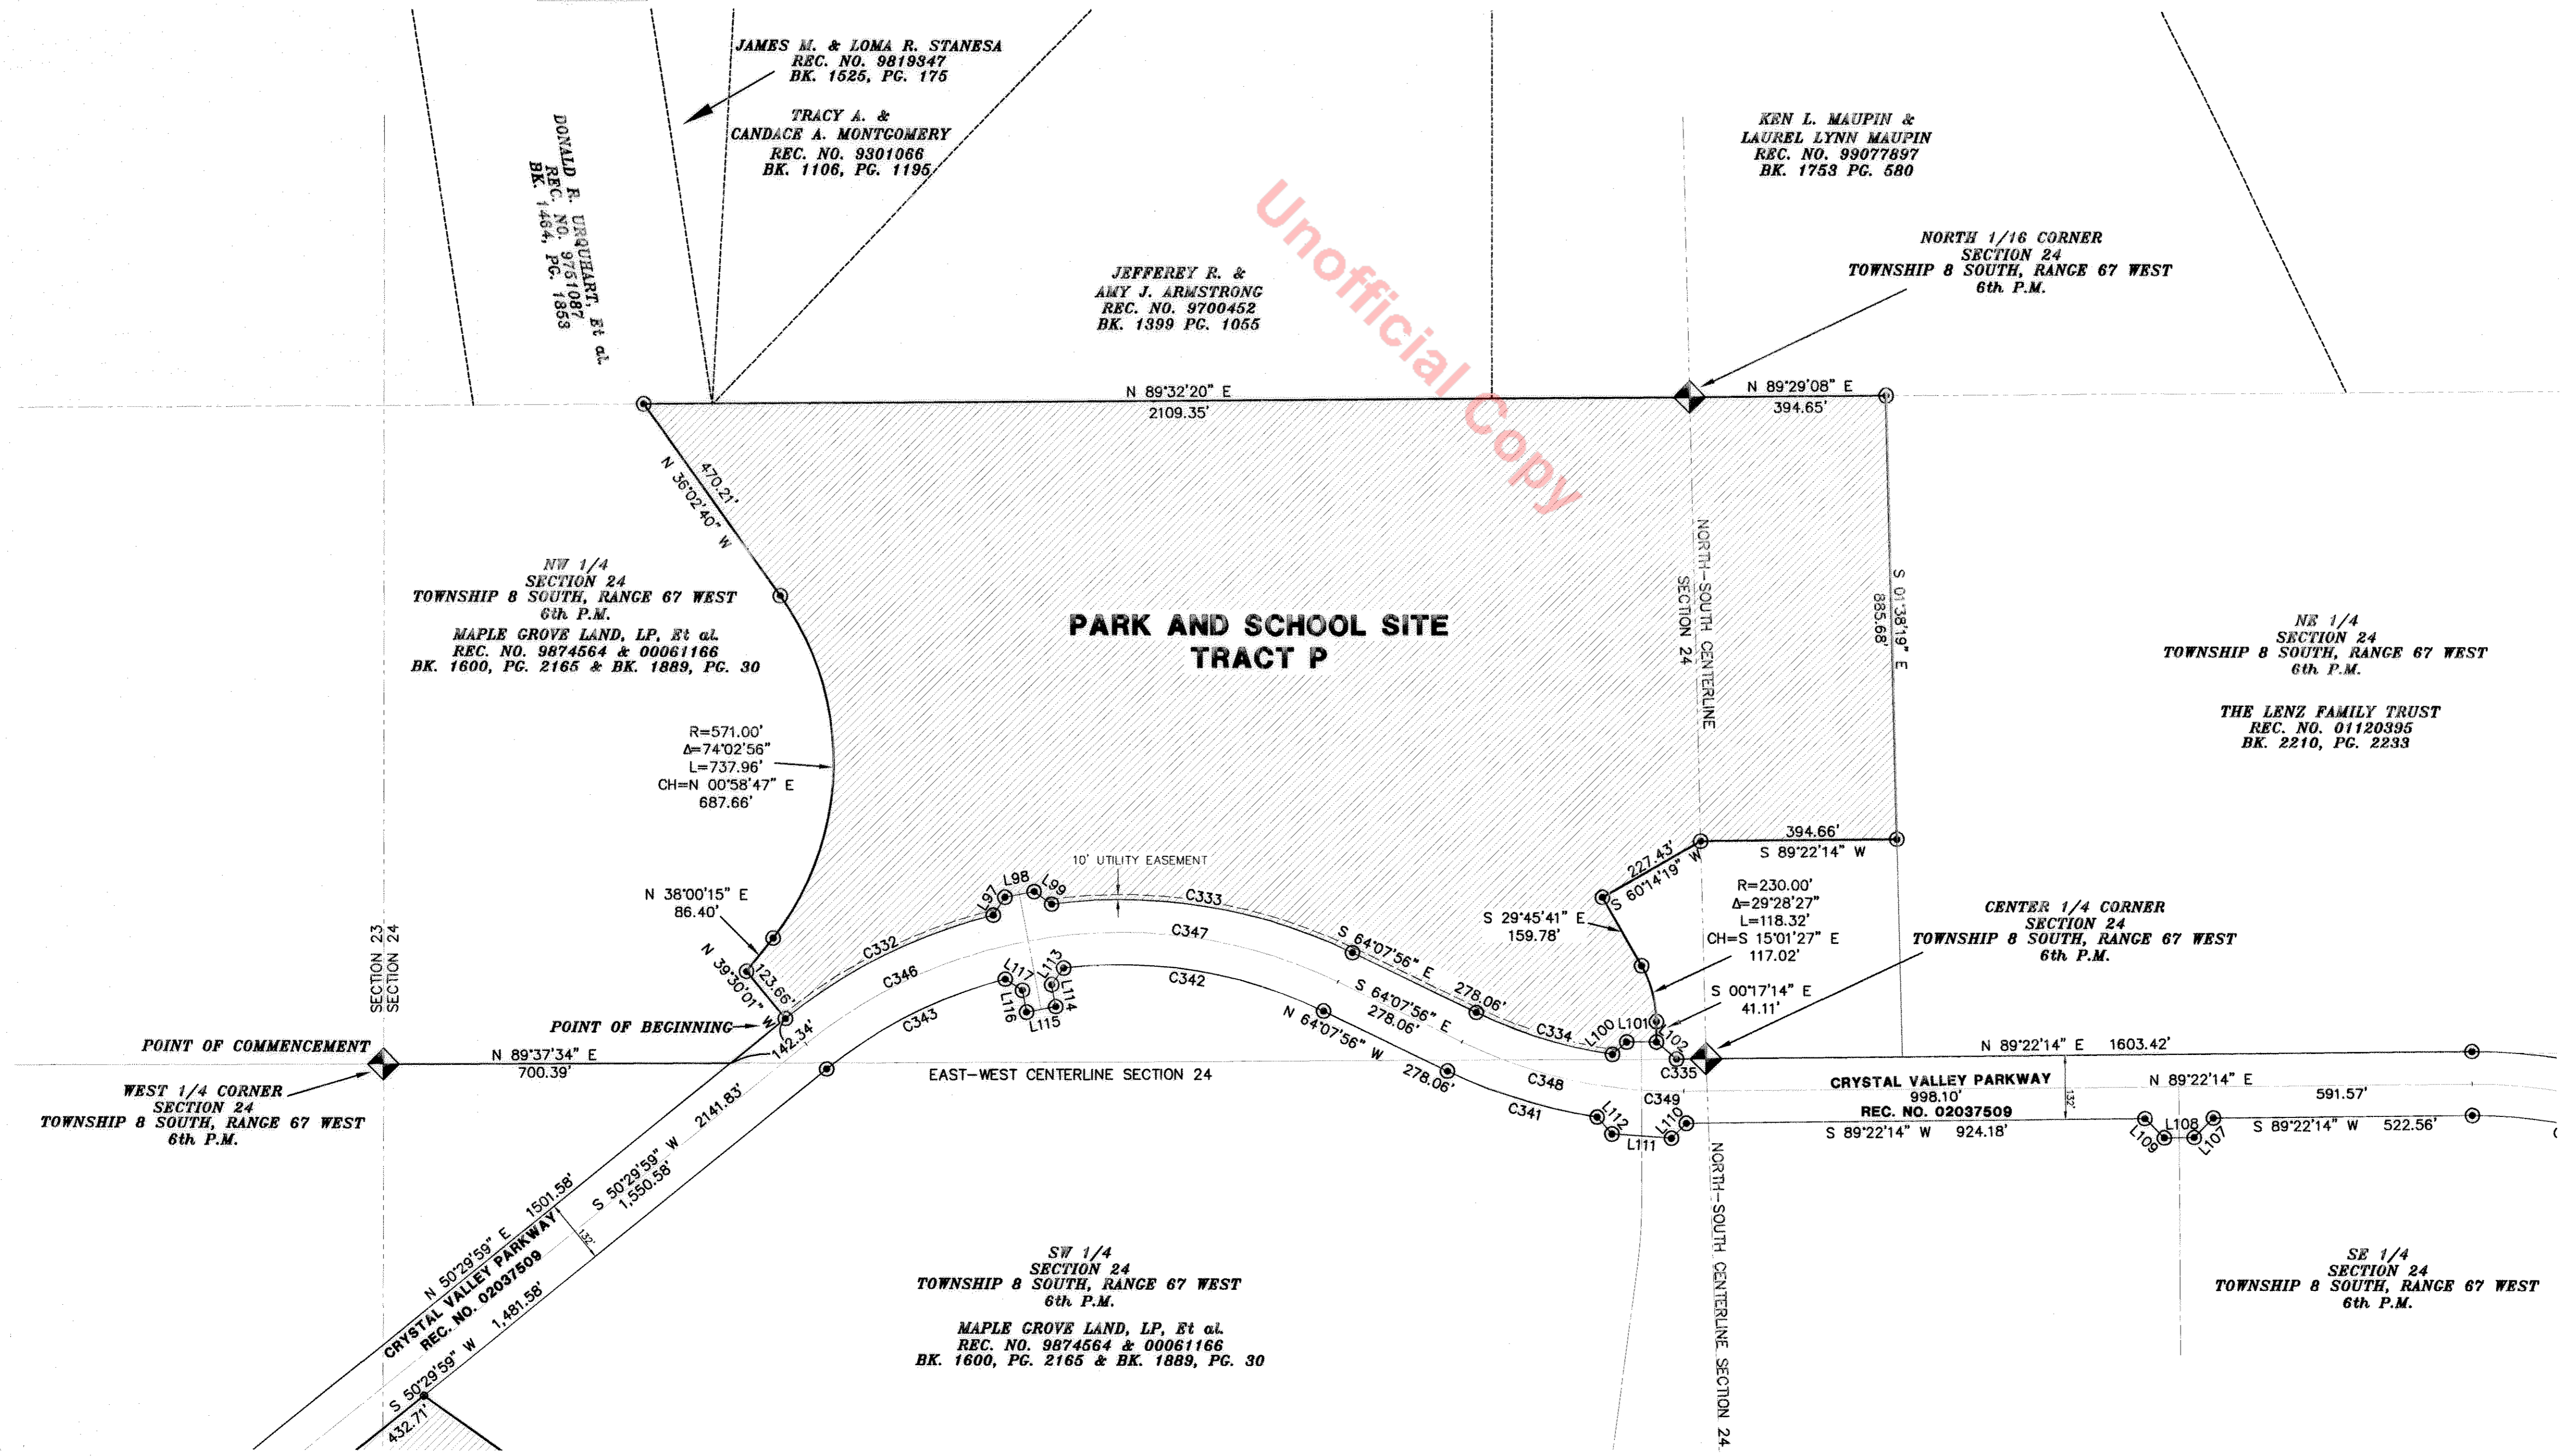 JAMES M. & LOMA R. STANESA
REC. NO. 9819347
BK. 1525, PG. 175
TRACY A. &
CANDACE A. MONTGOMERY
REC. NO. 9301066
BK. 1106, PG. 1195
DONALD R. URQUHART, Et al.
REC. NO. 9751087
BK. 1464, PG. 1853
JEFFEREY R. &
AMY J. ARMSTRONG
REC. NO. 9700452
BK. 1399 PG. 1055
KEN L. MAUPIN &
LAUREL LYNN MAUPIN
REC. NO. 99077897
BK. 1753 PG. 580
NORTH 1/16 CORNER
SECTION 24
TOWNSHIP 8 SOUTH, RANGE 67 WEST
6th P.M.
Unofficial Copy
N 89°32'20" E
2109.35'
N 89°29'08" E
394.65'
470.21'
N 36°02'40" W
NW 1/4
SECTION 24
TOWNSHIP 8 SOUTH, RANGE 67 WEST
6th P.M.
MAPLE GROVE LAND, LP, Et al.
REC. NO. 9874564 & 00061166
BK. 1600, PG. 2165 & BK. 1889, PG. 30
PARK AND SCHOOL SITE
TRACT P
NORTH-SOUTH CENTERLINE
SECTION 24
S 01°38'19" E
885.68'
NE 1/4
SECTION 24
TOWNSHIP 8 SOUTH, RANGE 67 WEST
6th P.M.
THE LENZ FAMILY TRUST
REC. NO. 01120395
BK. 2210, PG. 2233
R=571.00'
Δ=74°02'56"
L=737.96'
CH=N 00°58'47" E
687.66'
394.66'
S 89°22'14" W
227.43'
S 60°14'19" W
10' UTILITY EASEMENT
N 38°00'15" E
86.40'
N 39°30'01" W
123.66'
L97
L98
L99
C332
C333
C347
C346
S 64°07'56" E
278.06'
S 29°45'41" E
159.78'
R=230.00'
Δ=29°28'27"
L=118.32'
CH=S 15°01'27" E
117.02'
S 00°17'14" E
41.11'
CENTER 1/4 CORNER
SECTION 24
TOWNSHIP 8 SOUTH, RANGE 67 WEST
6th P.M.
SECTION 23
SECTION 24
POINT OF BEGINNING
POINT OF COMMENCEMENT
WEST 1/4 CORNER
SECTION 24
TOWNSHIP 8 SOUTH, RANGE 67 WEST
6th P.M.
N 89°37'34" E
700.39'
142.34'
C343
L117
L116
L115
L114
L113
C342
N 64°07'56" W
278.06'
S 64°07'56" E
278.06'
C334
L100
L101
L102
C335
C348
C341
C349
L112
L111
L110
EAST-WEST CENTERLINE SECTION 24
N 89°22'14" E 1603.42'
CRYSTAL VALLEY PARKWAY
998.10'
REC. NO. 02037509
S 89°22'14" W 924.18'
132'
N 89°22'14" E
591.57'
L109
L108
L107
S 89°22'14" W 522.56'
2141.83'
S 50°29'59" W
1,550.58'
N 50°29'59" E 1501.58'
CRYSTAL VALLEY PARKWAY
REC. NO. 02037509
132'
S 50°29'59" W 1,481.58'
S 50°29'59" W
432.71'
SW 1/4
SECTION 24
TOWNSHIP 8 SOUTH, RANGE 67 WEST
6th P.M.
MAPLE GROVE LAND, LP, Et al.
REC. NO. 9874564 & 00061166
BK. 1600, PG. 2165 & BK. 1889, PG. 30
NORTH-SOUTH CENTERLINE SECTION 24
SE 1/4
SECTION 24
TOWNSHIP 8 SOUTH, RANGE 67 WEST
6th P.M.